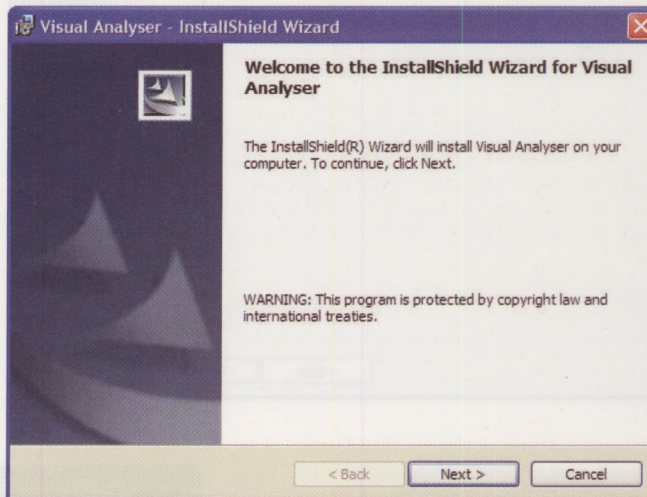 Visual Analyser - InstallShield Wizard
Welcome to the InstallShield Wizard for Visual
Analyser
The InstallShield(R) Wizard will install Visual Analyser on your
computer. To continue, click Next.
WARNING: This program is protected by copyright law and
international treaties.
< Back
Next >
Cancel